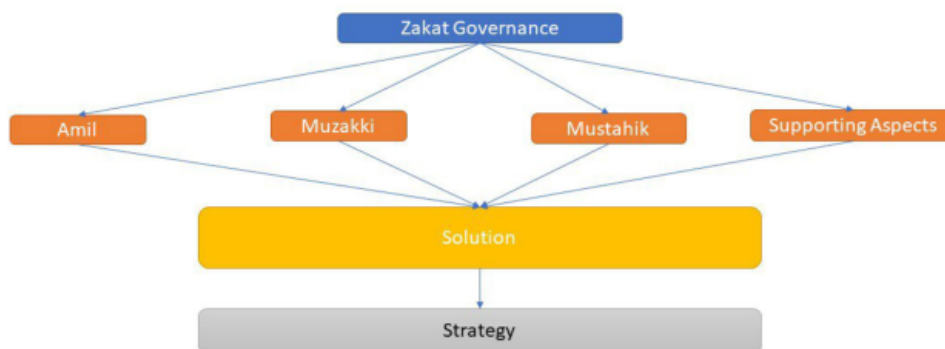 Zakat Governance
Amil
Muzakki
Mustahik
Supporting Aspects
Solution
Strategy